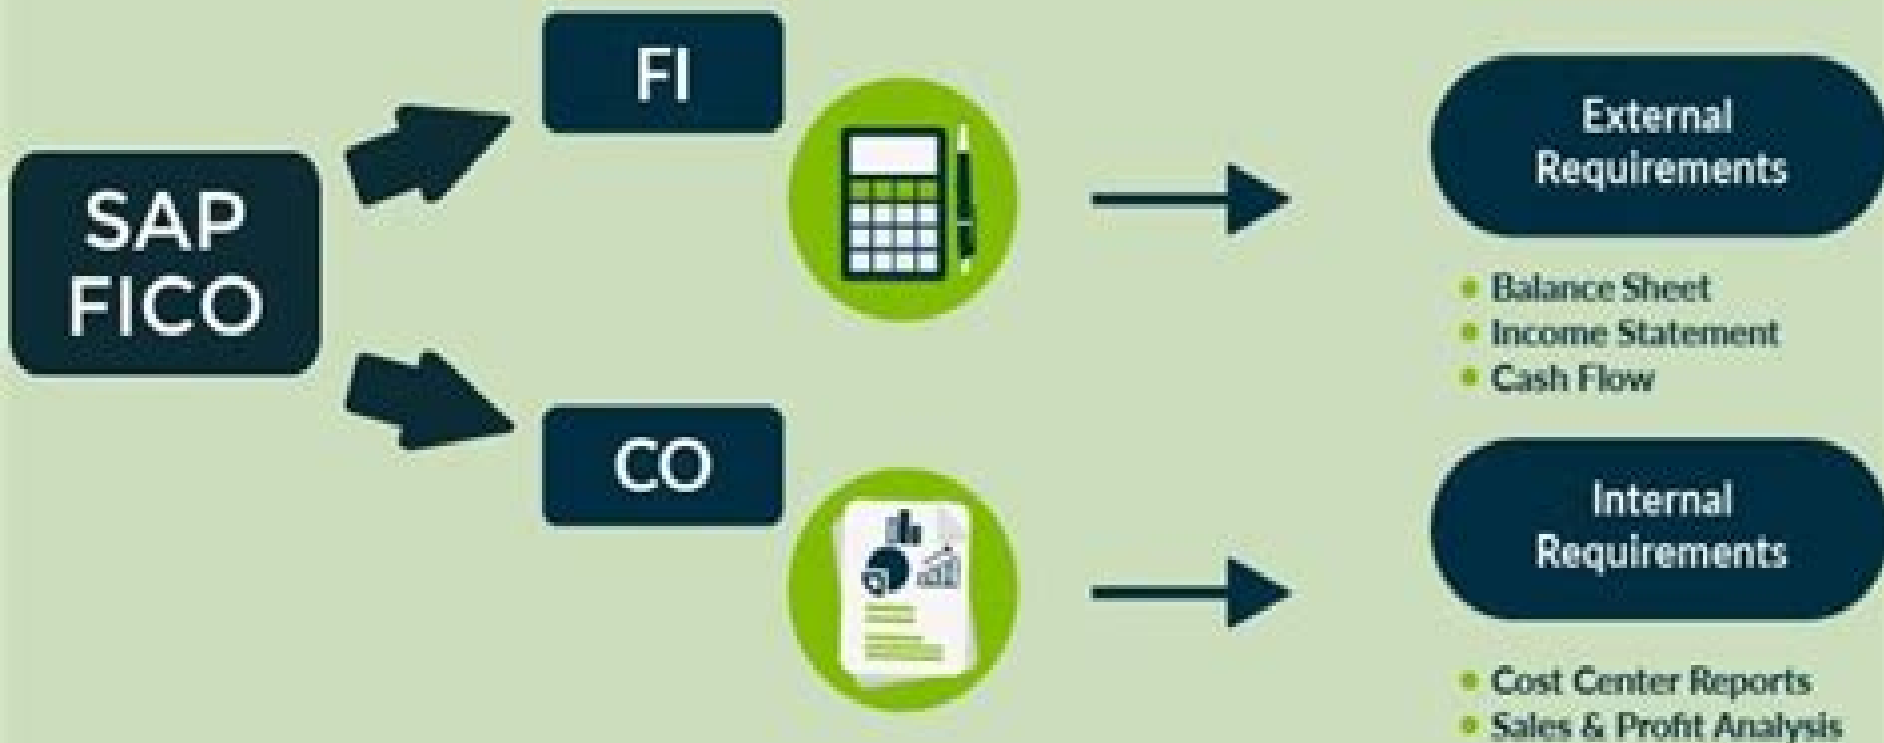 SAP
FICO
FI
External
Requirements
Balance Sheet
Income Statement
Cash Flow
CO
Internal
Requirements
Cost Center Reports
Sales & Profit Analysis